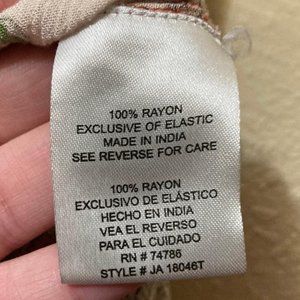 100% RAYON
EXCLUSIVE OF ELASTIC
MADE IN INDIA
SEE REVERSE FOR CARE
100% RAYON
EXCLUSIVO DE ELÁSTICO
HECHO EN INDIA
VEA EL REVERSO
PARA EL CUIDADO
RN # 74786
STYLE # JA 18046T